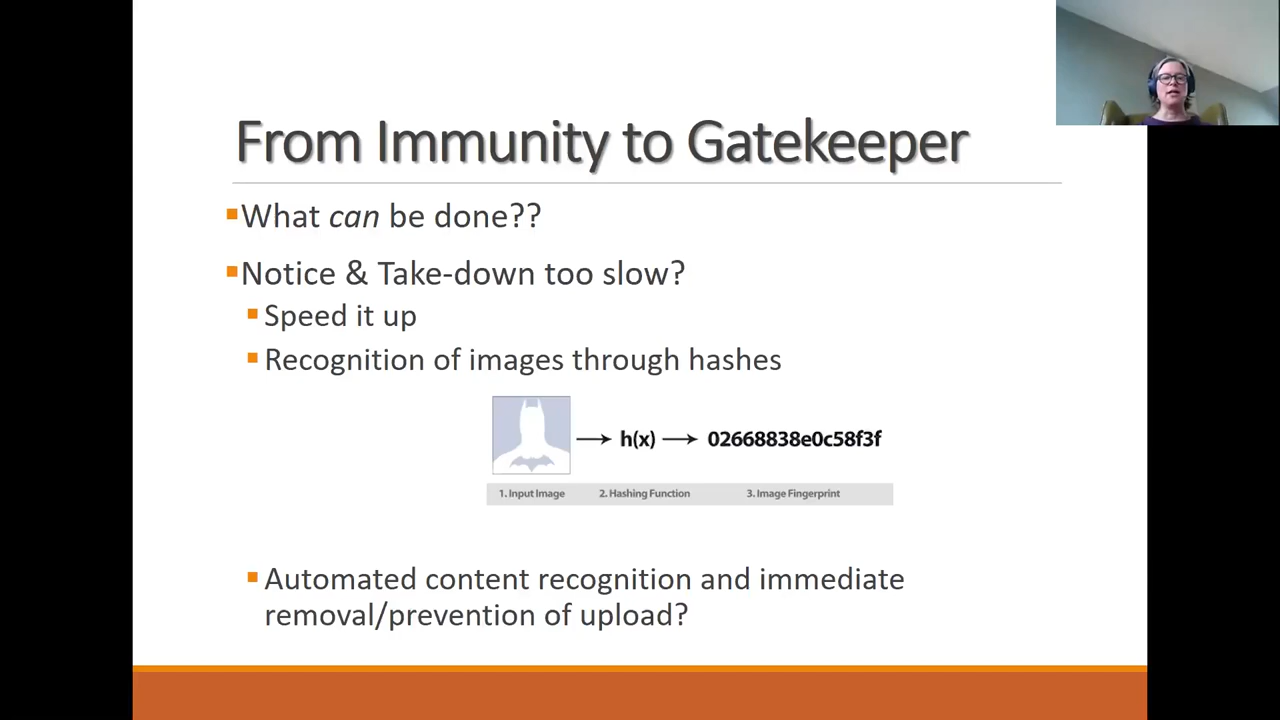 From Immunity to Gatekeeper
What can be done??
Notice & Take-down too slow?
Speed it up
Recognition of images through hashes
h(x)
02668838e0c58f3f
1. Input Image
2. Hashing Function
3. Image Fingerprint
Automated content recognition and immediate
removal/prevention of upload?